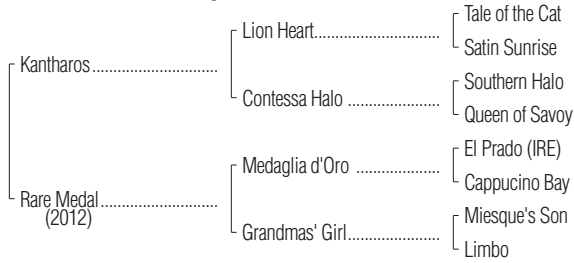 Tale of the Cat
Lion Heart
Satin Sunrise
Kantharos
Southern Halo
Contessa Halo
Queen of Savoy
El Prado (IRE)
Medaglia d'Oro
Cappucino Bay
Rare Medal
(2012)
Miesque's Son
Grandmas' Girl
Limbo